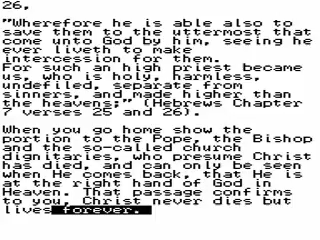 26,
"Wherefore he is able also to
save them to the uttermost that
come unto God by him, seeing he
ever liveth to make
intercession for them.
For such an high priest became
us, who is holy, harmless,
undefiled, separate from
sinners, and made higher than
the heavens;" (Hebrews Chapter
7 verses 25 and 26).
When you go home show the
portion to the Pope, the Bishop
and the so-called church
dignitaries, who presume Christ
has died, and can only be seen
when He comes back, that He is
at the right hand of God in
Heaven. That passage confirms
to you, Christ never dies but
lives forever.